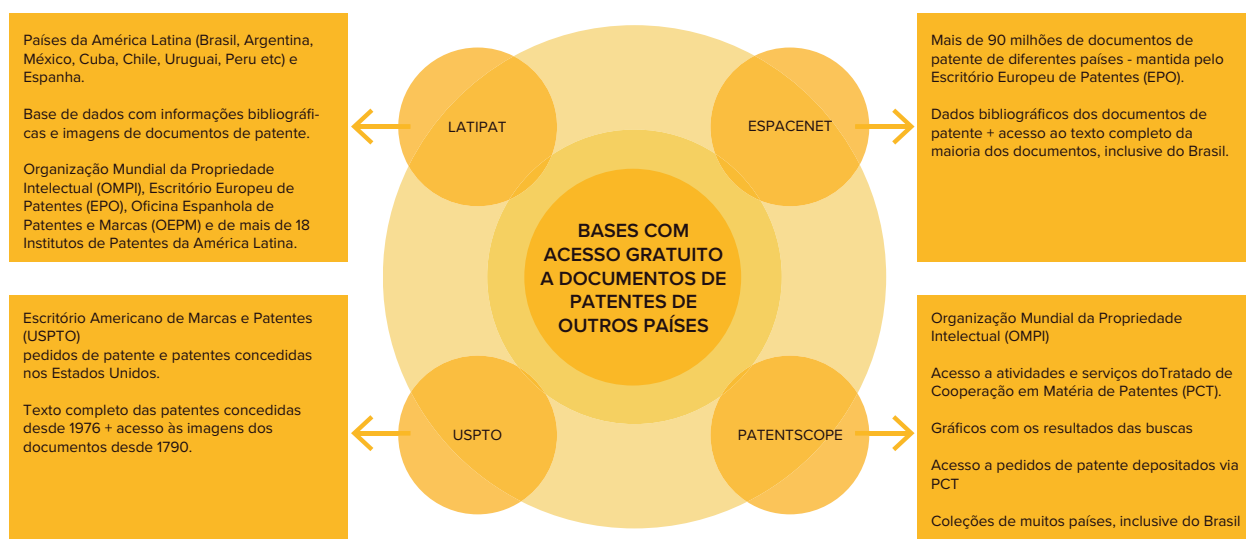 Países da América Latina (Brasil, Argentina,
México, Cuba, Chile, Uruguai, Peru etc) e
Espanha.
Base de dados com informações bibliográfi-
cas e imagens de documentos de patente.
Organização Mundial da Propriedade
Intelectual (OMPI), Escritório Europeu de
Patentes (EPO), Oficina Espanhola de
Patentes e Marcas (OEPM) e de mais de 18
Institutos de Patentes da América Latina.
LATIPAT
ESPACENET
Mais de 90 milhões de documentos de
patente de diferentes países - mantida pelo
Escritório Europeu de Patentes (EPO).
Dados bibliográficos dos documentos de
patente + acesso ao texto completo da
maioria dos documentos, inclusive do Brasil.
BASES COM
ACESSO GRATUITO
A DOCUMENTOS DE
PATENTES DE
OUTROS PAÍSES
Escritório Americano de Marcas e Patentes
(USPTO)
pedidos de patente e patentes concedidas
nos Estados Unidos.
Texto completo das patentes concedidas
desde 1976 + acesso às imagens dos
documentos desde 1790.
USPTO
PATENTSCOPE
Organização Mundial da Propriedade
Intelectual (OMPI)
Acesso a atividades e serviços doTratado de
Cooperação em Matéria de Patentes (PCT).
Gráficos com os resultados das buscas
Acesso a pedidos de patente depositados via
PCT
Coleções de muitos países, inclusive do Brasil